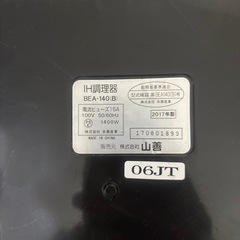 IH調理器
BEA-140(B)
電流ヒューズ15A
100V 50/60Hz
1400W
2017年製
MADE IN CHINA
170601893
販売元 株式会社 山善
06JT